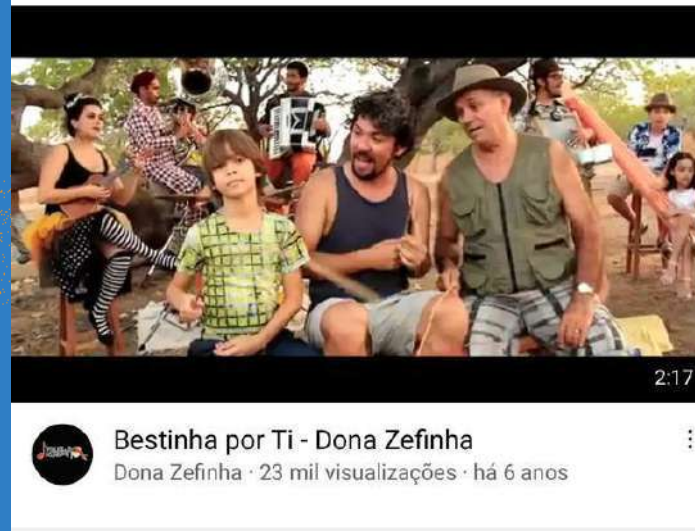 2:17
Bestinha por Ti - Dona Zefinha
Dona Zefinha · 23 mil visualizações · há 6 anos